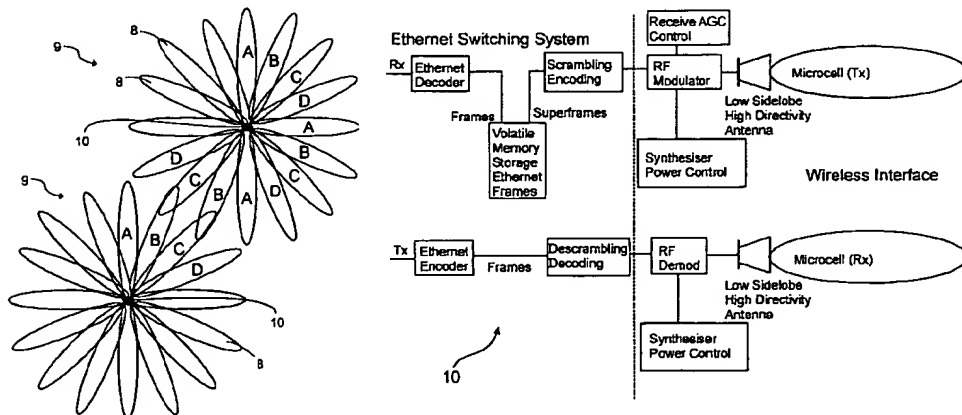 9
8
8
10
A
B
C
D
A
B
C
D
A
B
C
D
9
A
B
C
D
10
8
Ethernet Switching System
Rx
Ethernet
Decoder
Frames
Volatile
Memory
Storage
Ethernet
Frames
Superframes
Scrambling
Encoding
Receive AGC
Control
RF
Modulator
Synthesiser
Power Control
Low Sidelobe
High Directivity
Antenna
Microcell (Tx)
Wireless Interface
Tx
Ethernet
Encoder
Frames
Descrambling
Decoding
RF
Demod
Synthesiser
Power Control
Low Sidelobe
High Directivity
Antenna
Microcell (Rx)
10